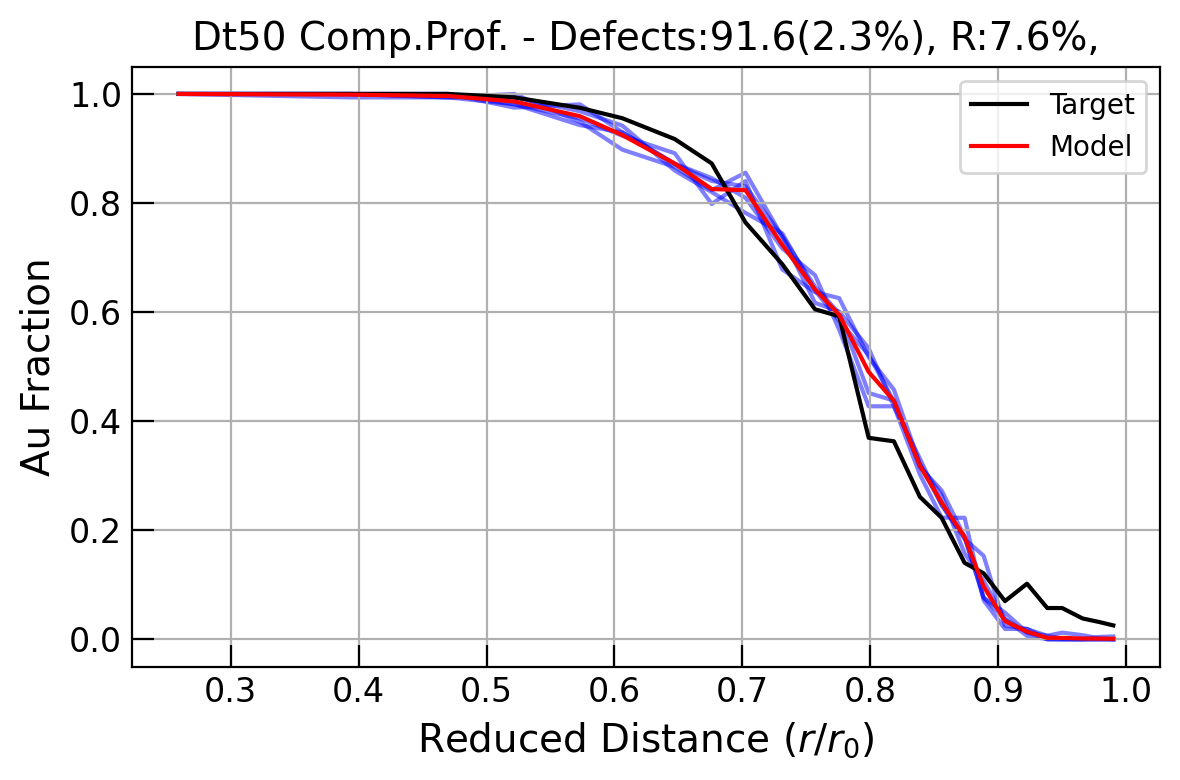 Dt50 Comp.Prof. - Defects:91.6(2.3%), R:7.6%,
Target
Model
Au Fraction
1.0
0.8
0.6
0.4
0.2
0.0
0.3 0.4 0.5 0.6 0.7 0.8 0.9 1.0
Reduced Distance (r/r₀)